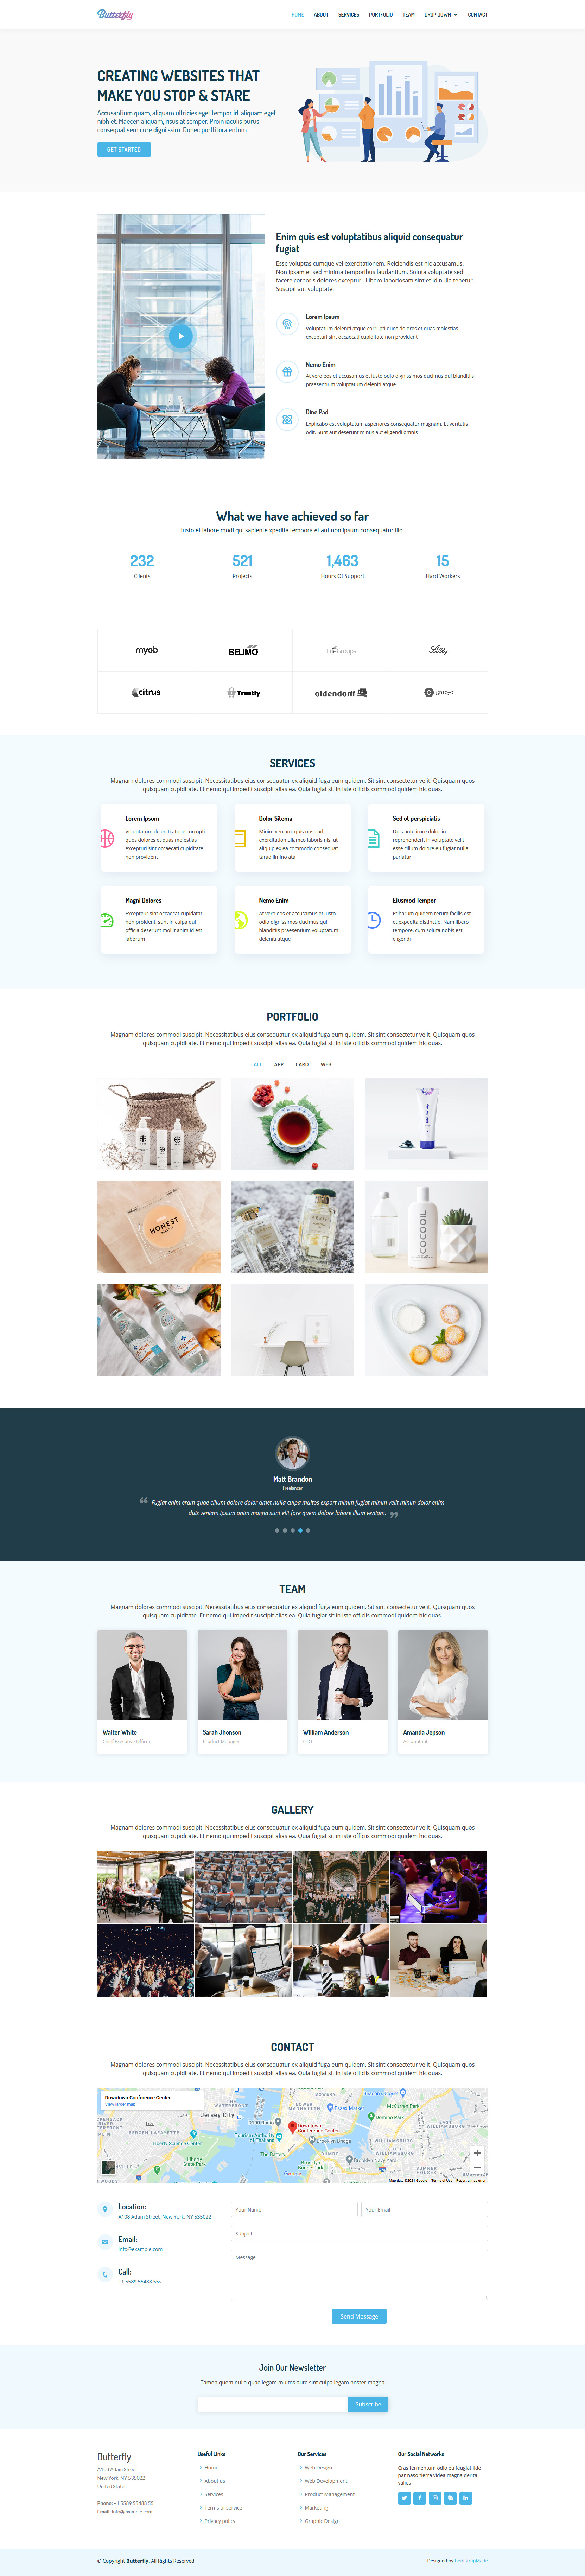 Butterfly
HOME ABOUT SERVICES PORTFOLIO TEAM DROP DOWN CONTACT
CREATING WEBSITES THAT
MAKE YOU STOP & STARE
Accusantium quam, aliquam ultricies eget tempor id, aliquam eget
nibh et. Maecen aliquam, risus at semper. Proin iaculis purus
consequat sem cure digni ssim. Donec porttitora entum.
GET STARTED
Enim quis est voluptatibus aliquid consequatur
fugiat
Esse voluptas cumque vel exercitationem. Reiciendis est hic accusamus.
Non ipsam et sed minima temporibus laudantium. Soluta voluptate sed
facere corporis dolores excepturi. Libero laboriosam sint et id nulla tenetur.
Suscipit aut voluptate.
Lorem Ipsum
Voluptatum deleniti atque corrupti quos dolores et quas molestias
excepturi sint occaecati cupiditate non provident
Nemo Enim
At vero eos et accusamus et iusto odio dignissimos ducimus qui blanditiis
praesentium voluptatum deleniti atque
Dine Pad
Explicabo est voluptatum asperiores consequatur magnam. Et veritatis
odit. Sunt aut deserunt minus aut eligendi omnis
What we have achieved so far
Iusto et labore modi qui sapiente xpedita tempora et aut non ipsum consequatur illo.
232 521 1,463 15
Clients Projects Hours Of Support Hard Workers
myob BELIMO LifeGroups Lilly
citrus Trustly oldendorff grabyo
SERVICES
Magnam dolores commodi suscipit. Necessitatibus eius consequatur ex aliquid fuga eum quidem. Sit sint consectetur velit. Quisquam quos
quisquam cupiditate. Et nemo qui impedit suscipit alias ea. Quia fugiat sit in iste officiis commodi quidem hic quas.
Lorem Ipsum
Voluptatum deleniti atque corrupti
quos dolores et quas molestias
excepturi sint occaecati cupiditate
non provident
Dolor Sitema
Minim veniam, quis nostrud
exercitation ullamco laboris nisi ut
aliquip ex ea commodo consequat
tarad limino ata
Sed ut perspiciatis
Duis aute irure dolor in
reprehenderit in voluptate velit
esse cillum dolore eu fugiat nulla
pariatur
Magni Dolores
Excepteur sint occaecat cupidatat
non proident, sunt in culpa qui
officia deserunt mollit anim id est
laborum
Nemo Enim
At vero eos et accusamus et iusto
odio dignissimos ducimus qui
blanditiis praesentium voluptatum
deleniti atque
Eiusmod Tempor
Et harum quidem rerum facilis est
et expedita distinctio. Nam libero
tempore, cum soluta nobis est
eligendi
PORTFOLIO
Magnam dolores commodi suscipit. Necessitatibus eius consequatur ex aliquid fuga eum quidem. Sit sint consectetur velit. Quisquam quos
quisquam cupiditate. Et nemo qui impedit suscipit alias ea. Quia fugiat sit in iste officiis commodi quidem hic quas.
ALL APP CARD WEB
HONEST
COCOOIL
Matt Brandon
Freelancer
Fugiat enim eram quae cillum dolore dolor amet nulla culpa multos export minim fugiat minim velit minim dolor enim
duis veniam ipsum anim magna sunt elit fore quem dolore labore illum veniam.
TEAM
Magnam dolores commodi suscipit. Necessitatibus eius consequatur ex aliquid fuga eum quidem. Sit sint consectetur velit. Quisquam quos
quisquam cupiditate. Et nemo qui impedit suscipit alias ea. Quia fugiat sit in iste officiis commodi quidem hic quas.
Walter White
Chief Executive Officer
Sarah Jhonson
Product Manager
William Anderson
CTO
Amanda Jepson
Accountant
GALLERY
Magnam dolores commodi suscipit. Necessitatibus eius consequatur ex aliquid fuga eum quidem. Sit sint consectetur velit. Quisquam quos
quisquam cupiditate. Et nemo qui impedit suscipit alias ea. Quia fugiat sit in iste officiis commodi quidem hic quas.
CONTACT
Magnam dolores commodi suscipit. Necessitatibus eius consequatur ex aliquid fuga eum quidem. Sit sint consectetur velit. Quisquam quos
quisquam cupiditate. Et nemo qui impedit suscipit alias ea. Quia fugiat sit in iste officiis commodi quidem hic quas.
Downtown Conference Center
View larger map
Jersey City
Liberty Science Center
Liberty State Park
Tribute Museum
The Battery
Downtown
Conference Center
Brooklyn Bridge
Essex Market
Domino Park
McCarren Park
BUSHWICK
Brooklyn Navy Yard
Google
Map data ©2021 Google Terms of Use Report a map error
Location:
A108 Adam Street, New York, NY 535022
Email:
info@example.com
Call:
+1 5589 55488 55s
Your Name
Your Email
Subject
Message
Send Message
Join Our Newsletter
Tamen quem nulla quae legam multos aute sint culpa legam noster magna
Subscribe
Butterfly
A108 Adam Street
New York, NY 535022
United States
Phone: +1 5589 55488 55
Email: info@example.com
Useful Links
Home
About us
Services
Terms of service
Privacy policy
Our Services
Web Design
Web Development
Product Management
Marketing
Graphic Design
Our Social Networks
Cras fermentum odio eu feugiat lide
par naso tierra videa magna derita
valies
© Copyright Butterfly. All Rights Reserved
Designed by BootstrapMade